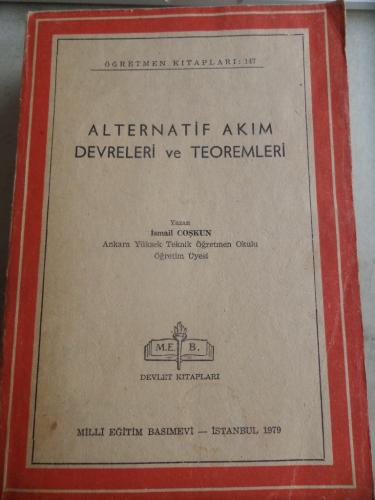 ÖĞRETMEN KİTAPLARI: 147
ALTERNATİF AKIM
DEVRELERİ ve TEOREMLERİ
Yazan
İsmail COŞKUN
Ankara Yüksek Teknik Öğretmen Okulu
Öğretim Üyesi
M.E. B.
DEVLET KİTAPLARI
MİLLÎ EĞİTİM BASIMEVİ — İSTANBUL 1979